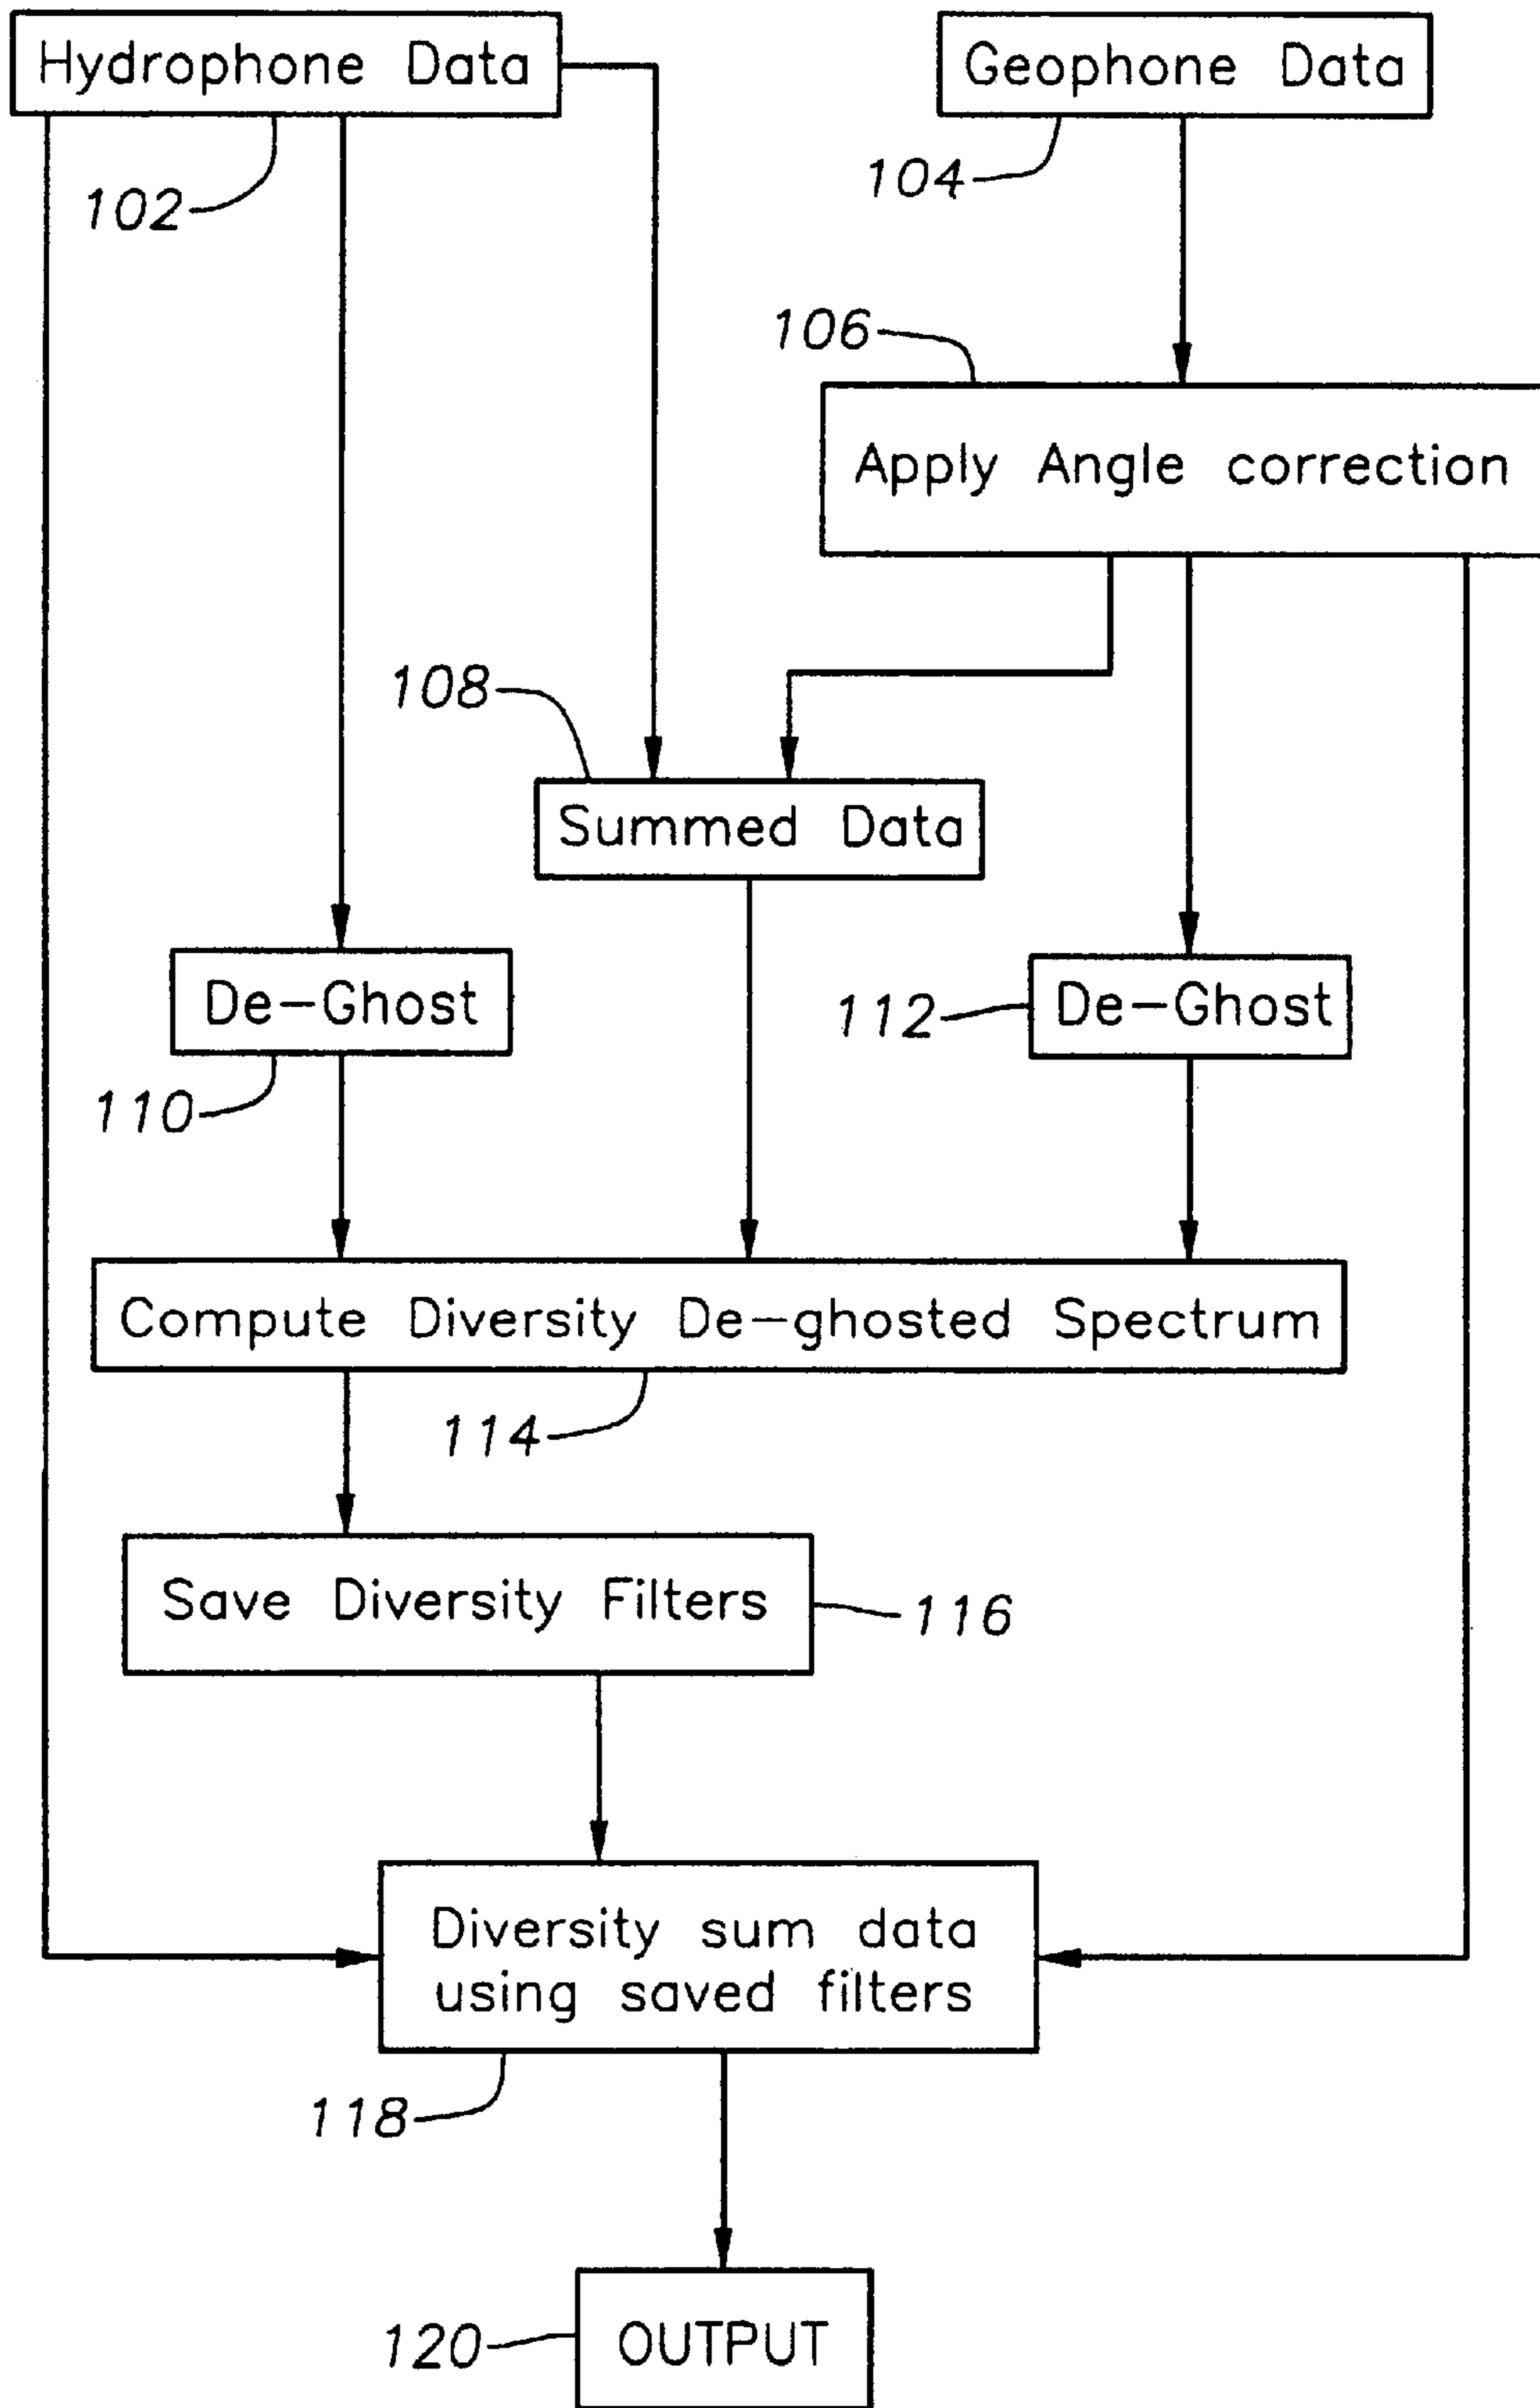 Hydrophone Data
Geophone Data
102
104
106
Apply Angle correction
108
Summed Data
De-Ghost
112
De-Ghost
110
Compute Diversity De-ghosted Spectrum
114
Save Diversity Filters
116
Diversity sum data
using saved filters
118
120
OUTPUT